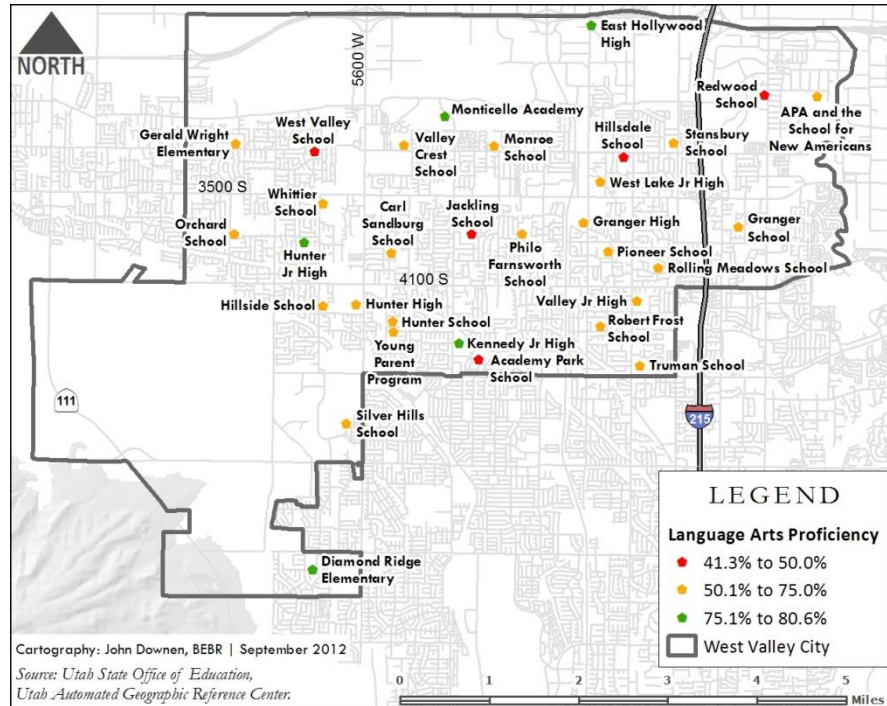 NORTH
5600 W
East Hollywood
High
Redwood
School
APA and the
School for
New Americans
Monticello Academy
West Valley
School
Gerald Wright
Elementary
Valley
Crest
School
Monroe
School
Hillsdale
School
Stansbury
School
3500 S
West Lake Jr High
Whittier
School
Carl
Sandburg
School
Jackling
School
Granger High
Granger
School
Orchard
School
Hunter
Jr High
Philo
Farnsworth
School
Pioneer School
Rolling Meadows School
4100 S
Hillside School
Hunter High
Valley Jr High
Hunter School
Robert Frost
School
Young
Parent
Program
Kennedy Jr High
Academy Park
School
Truman School
111
Silver Hills
School
215
Diamond Ridge
Elementary
LEGEND
Language Arts Proficiency
41.3% to 50.0%
50.1% to 75.0%
75.1% to 80.6%
West Valley City
Cartography: John Downen, BEBR | September 2012
Source: Utah State Office of Education,
Utah Automated Geographic Reference Center.
0 1 2 3 4 5
Miles